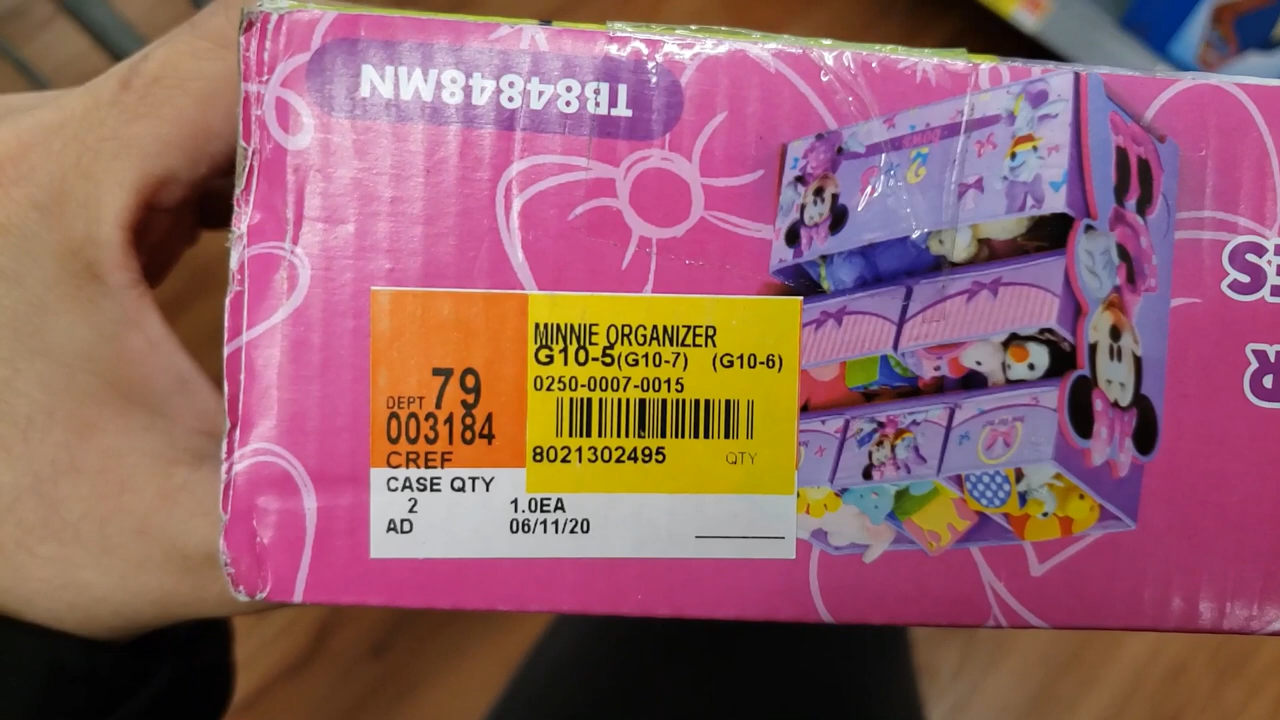 TB84848MN
MINNIE ORGANIZER
G10-5(G10-7) (G10-6)
0250-0007-0015
8021302495 QTY
DEPT 79
003184
CREF
CASE QTY
2 1.0EA
AD 06/11/20